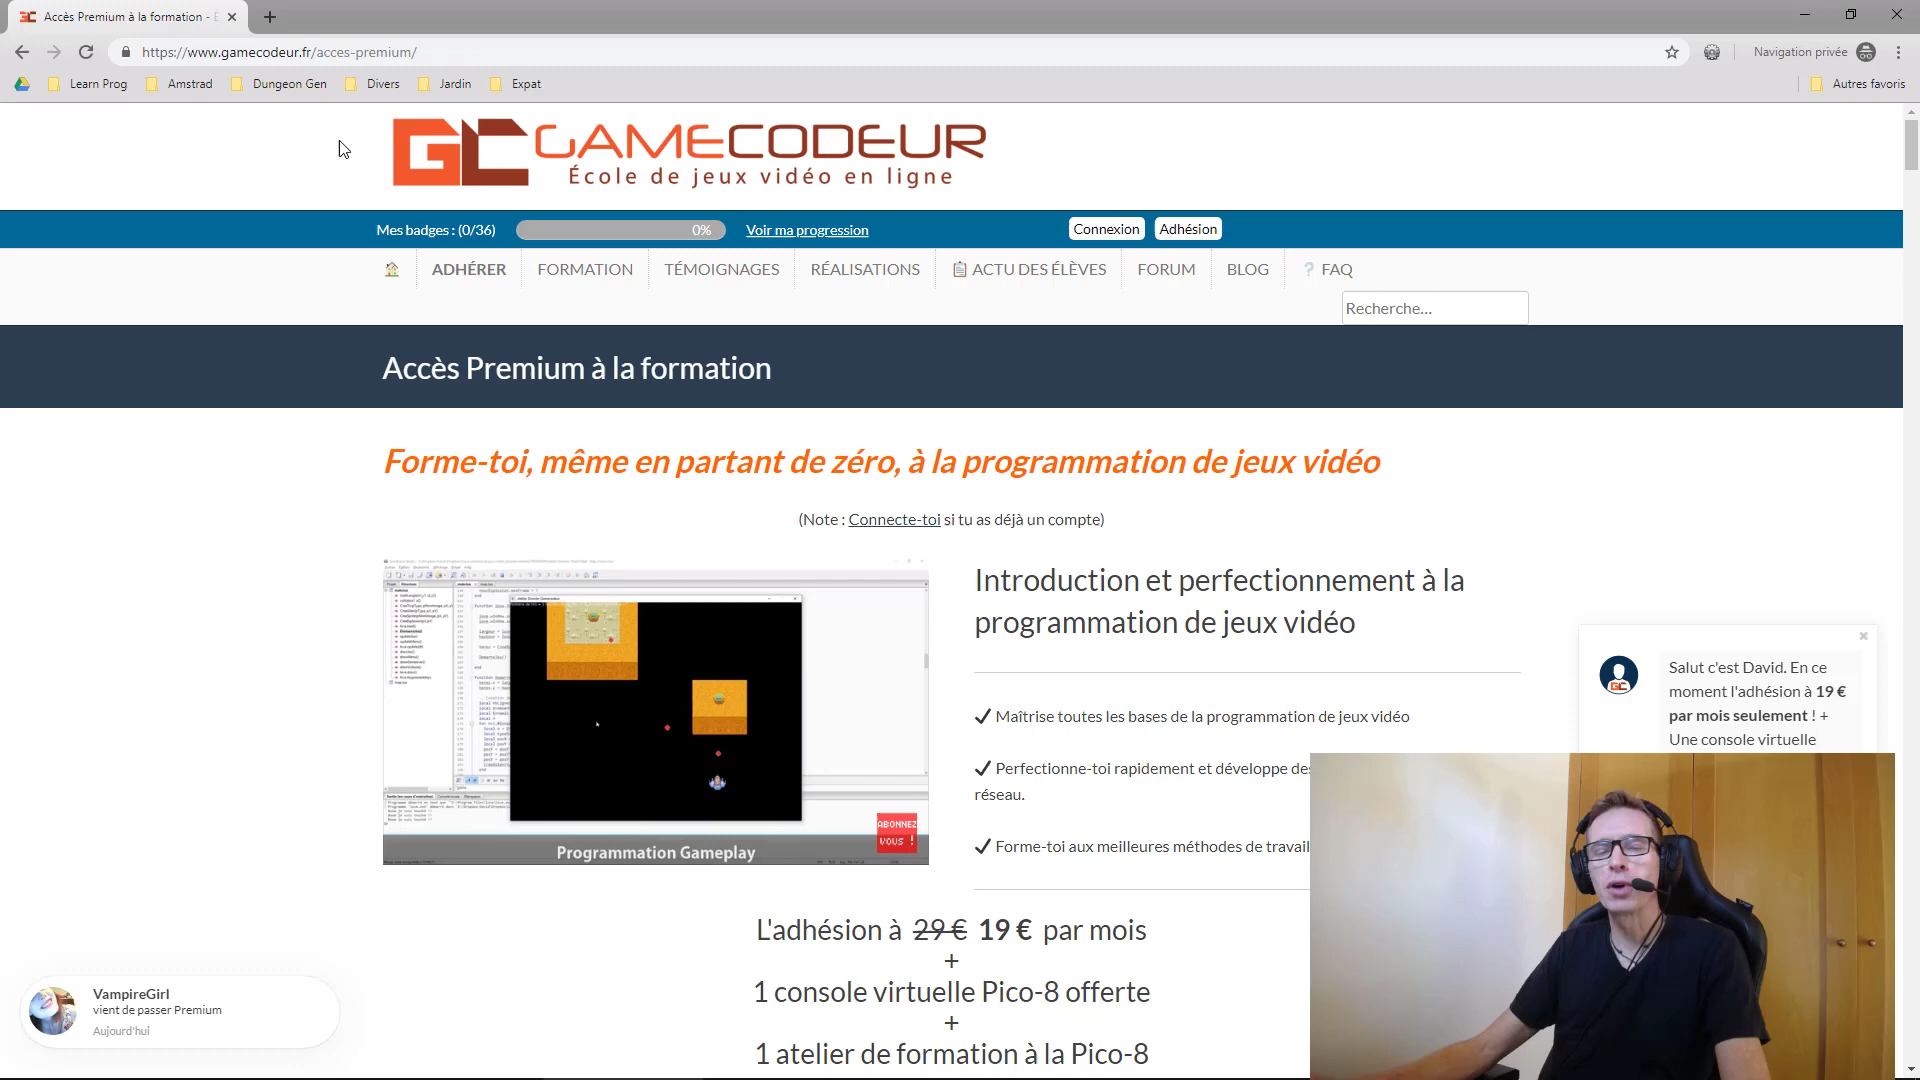 Accès Premium à la formation -
https://www.gamecodeur.fr/acces-premium/
Navigation privée
Learn Prog
Amstrad
Dungeon Gen
Divers
Jardin
Expat
Autres favoris
GC GAMECODEUR
École de jeux vidéo en ligne
Mes badges : (0/36)
0%
Voir ma progression
Connexion
Adhésion
ADHÉRER
FORMATION
TÉMOIGNAGES
RÉALISATIONS
ACTU DES ÉLÈVES
FORUM
BLOG
FAQ
Recherche...
Accès Premium à la formation
Forme-toi, même en partant de zéro, à la programmation de jeux vidéo
(Note : Connecte-toi si tu as déjà un compte)
ABONNEZ
VOUS !
Programmation Gameplay
Introduction et perfectionnement à la
programmation de jeux vidéo
Maîtrise toutes les bases de la programmation de jeux vidéo
Perfectionne-toi rapidement et développe des
réseau.
Forme-toi aux meilleures méthodes de travail
Salut c'est David. En ce
moment l'adhésion à 19 €
par mois seulement ! +
Une console virtuelle
L'adhésion à 29 € 19 € par mois
+
1 console virtuelle Pico-8 offerte
+
1 atelier de formation à la Pico-8
VampireGirl
vient de passer Premium
Aujourd'hui